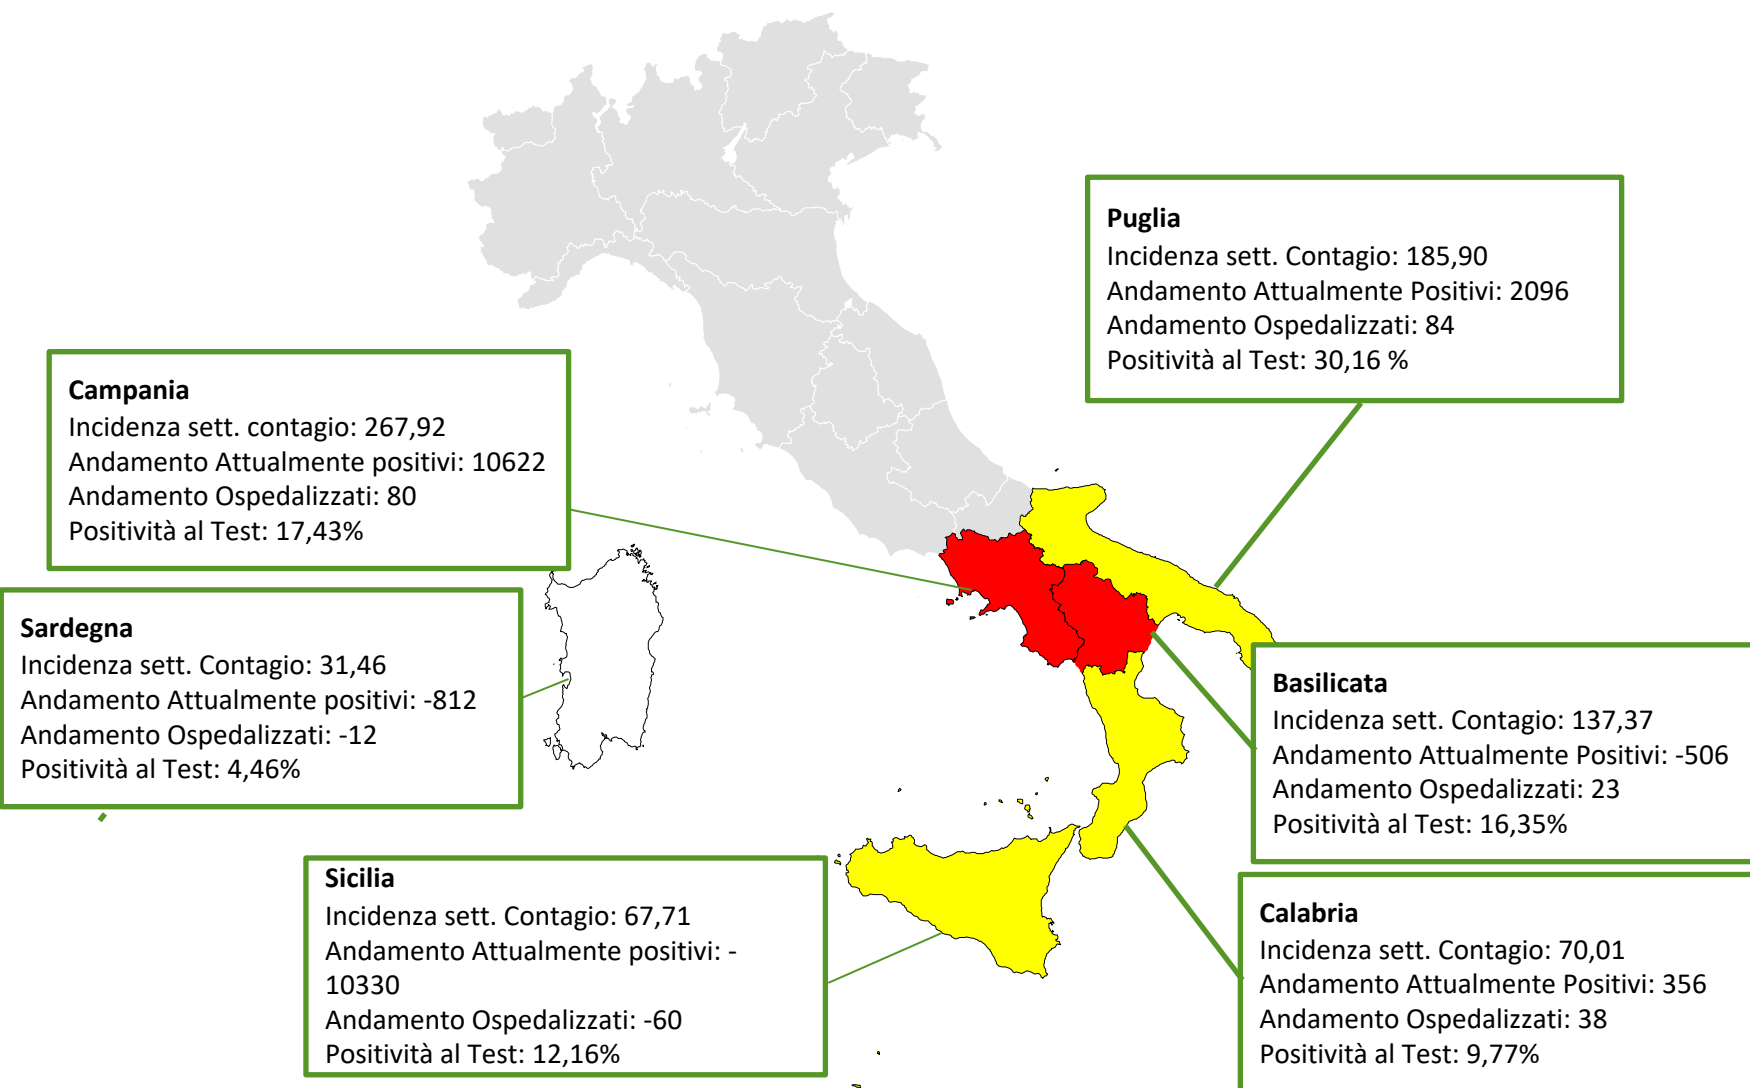 Puglia
Incidenza sett. Contagio: 185,90
Andamento Attualmente Positivi: 2096
Andamento Ospedalizzati: 84
Positività al Test: 30,16 %
Campania
Incidenza sett. contagio: 267,92
Andamento Attualmente positivi: 10622
Andamento Ospedalizzati: 80
Positività al Test: 17,43%
Sardegna
Incidenza sett. Contagio: 31,46
Andamento Attualmente positivi: -812
Andamento Ospedalizzati: -12
Positività al Test: 4,46%
Basilicata
Incidenza sett. Contagio: 137,37
Andamento Attualmente Positivi: -506
Andamento Ospedalizzati: 23
Positività al Test: 16,35%
Sicilia
Incidenza sett. Contagio: 67,71
Andamento Attualmente positivi: -
10330
Andamento Ospedalizzati: -60
Positività al Test: 12,16%
Calabria
Incidenza sett. Contagio: 70,01
Andamento Attualmente Positivi: 356
Andamento Ospedalizzati: 38
Positività al Test: 9,77%